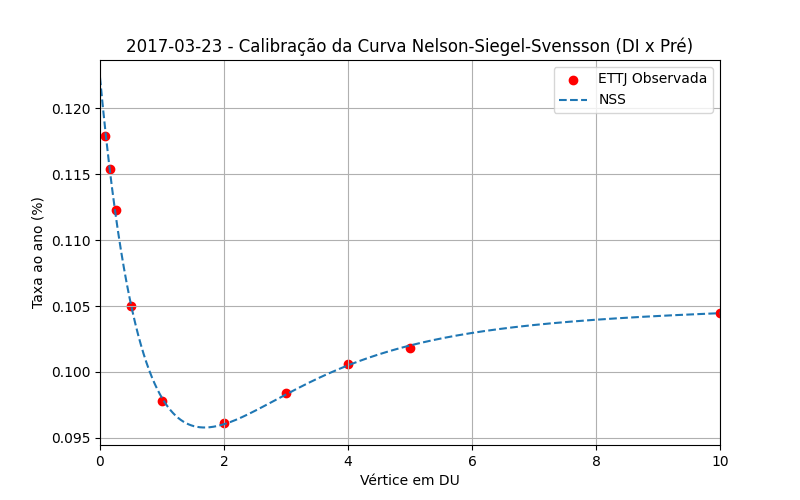 2017-03-23 - Calibração da Curva Nelson-Siegel-Svensson (DI x Pré)
ETTJ Observada
NSS
Taxa ao ano (%)
0.120
0.115
0.110
0.105
0.100
0.095
0 2 4 6 8 10
Vértice em DU